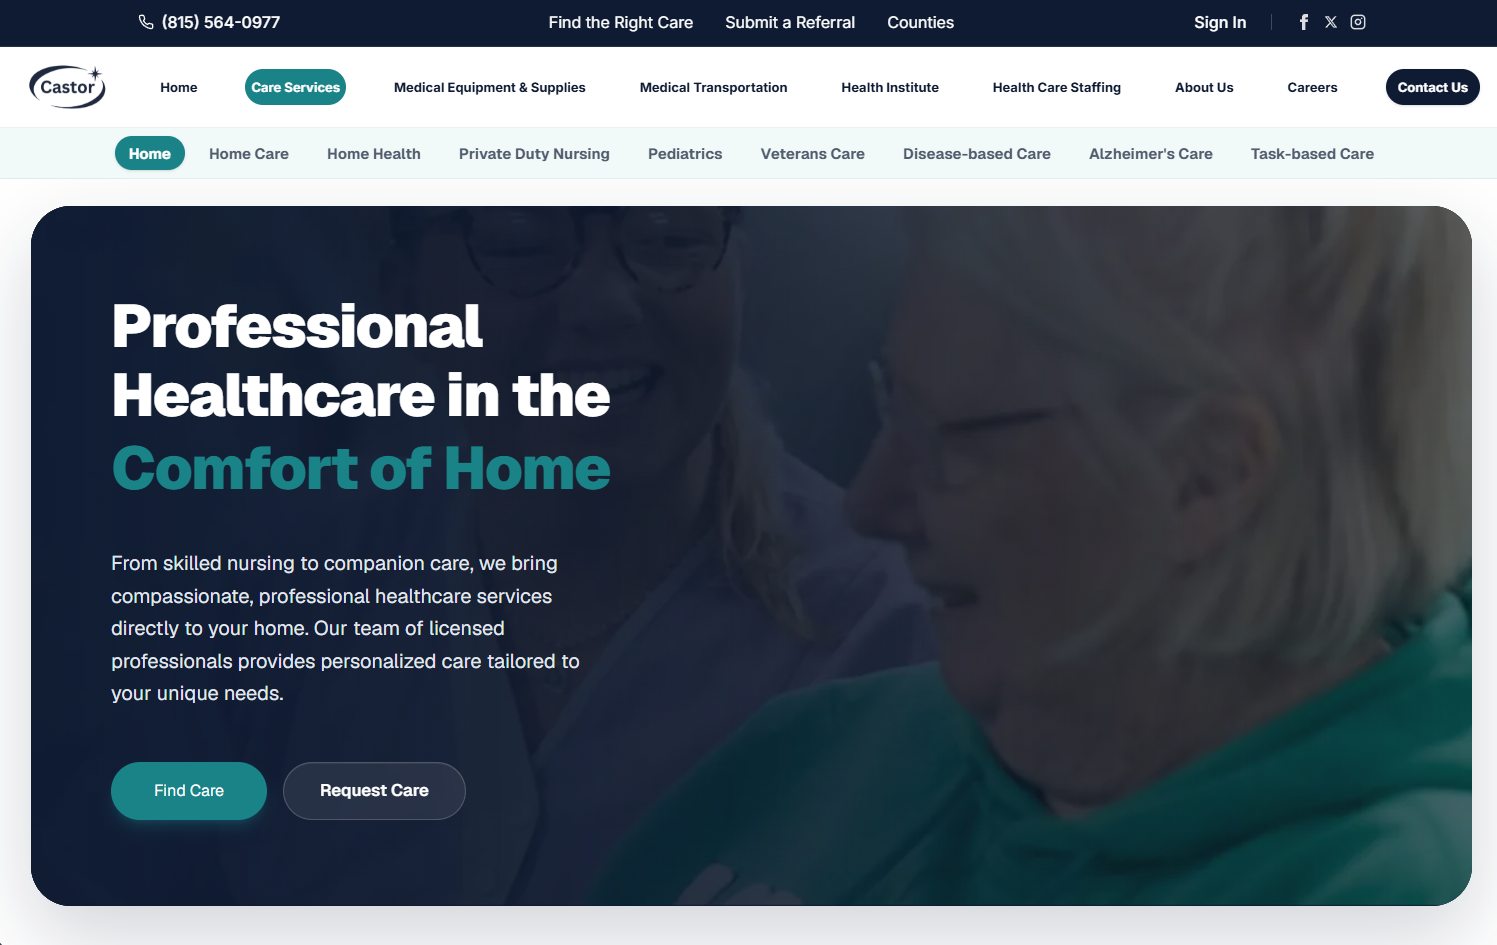 (815) 564-0977
Find the Right Care
Submit a Referral
Counties
Sign In
Castor
Home
Care Services
Medical Equipment & Supplies
Medical Transportation
Health Institute
Health Care Staffing
About Us
Careers
Contact Us
Home
Home Care
Home Health
Private Duty Nursing
Pediatrics
Veterans Care
Disease-based Care
Alzheimer's Care
Task-based Care
Professional
Healthcare in the
Comfort of Home
From skilled nursing to companion care, we bring
compassionate, professional healthcare services
directly to your home. Our team of licensed
professionals provides personalized care tailored to
your unique needs.
Find Care
Request Care